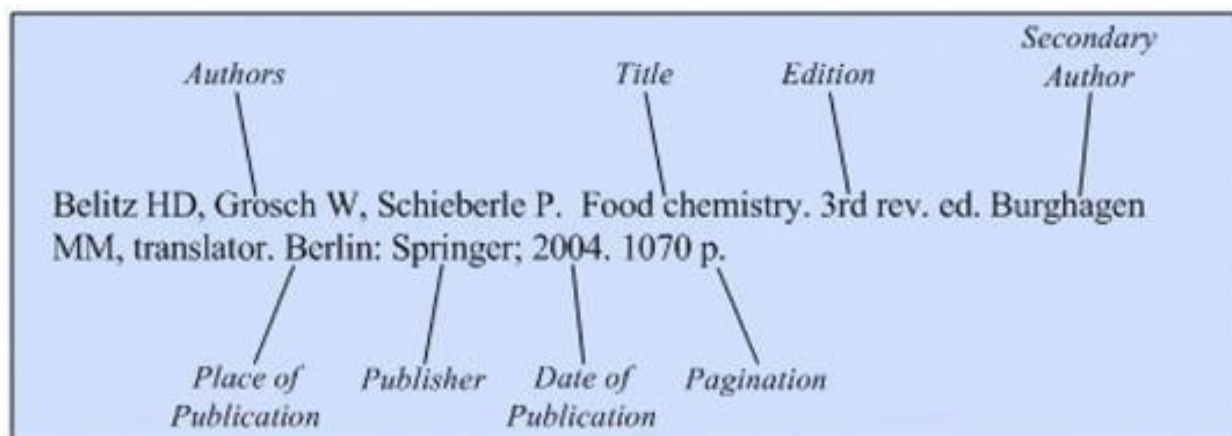 Secondary
Authors Title Edition Author
Belitz HD, Grosch W, Schieberle P. Food chemistry. 3rd rev. ed. Burghagen
MM, translator. Berlin: Springer; 2004. 1070 p.
Place of Publisher Date of Pagination
Publication Publication